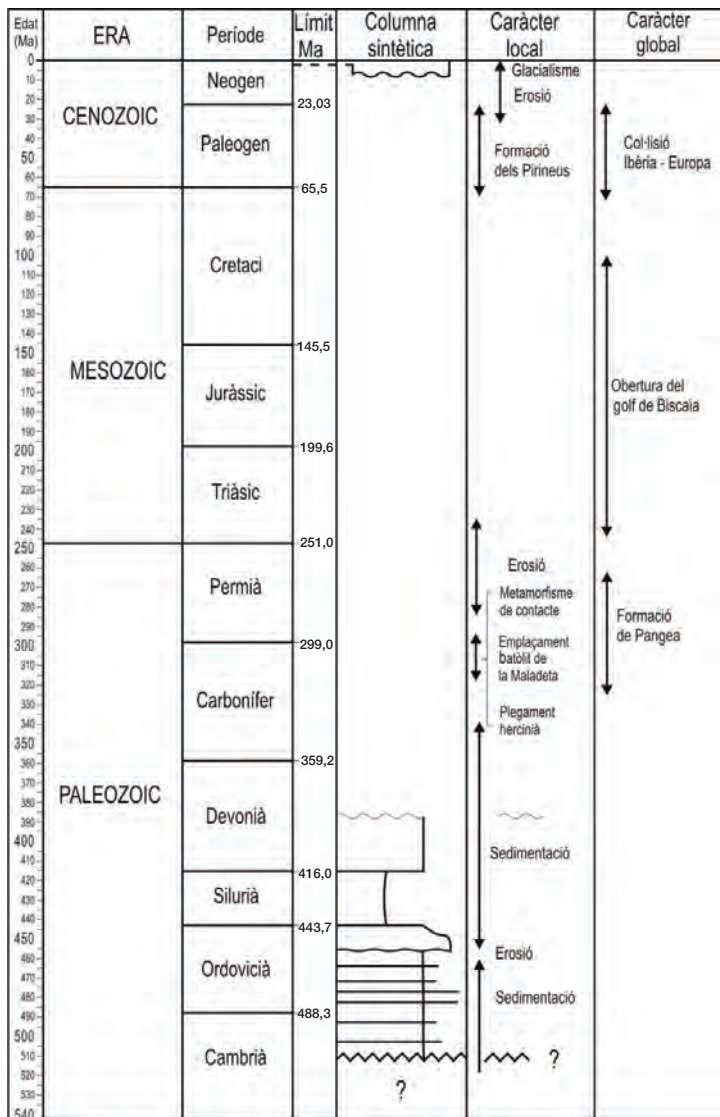 Edat
(Ma)
ERA
Període
Límit
Ma
Columna
sintètica
Caràcter
local
Caràcter
global
0
10
20
30
40
50
60
65
70
80
90
100
110
120
130
140
150
160
170
180
190
200
210
220
230
240
250
260
270
280
290
300
310
320
330
340
350
360
370
380
390
400
410
420
430
440
450
460
470
480
490
500
510
520
530
540
CENOZOIC
MESOZOIC
PALEOZOIC
Neogen
Paleogen
Cretaci
Juràssic
Triàsic
Permià
Carbonífer
Devonià
Silurià
Ordovicià
Cambrià
23,03
65,5
145,5
199,6
251,0
299,0
359,2
416,0
443,7
488,3
?
Glacialisme
Erosió
Formació
dels Pirineus
Erosió
Metamorfisme
de contacte
Emplaçament
batòlit de
la Maladeta
Plegament
hercinià
Sedimentació
Erosió
Sedimentació
?
Col·lisió
Ibèria - Europa
Obertura del
golf de Biscaia
Formació
de Pangea